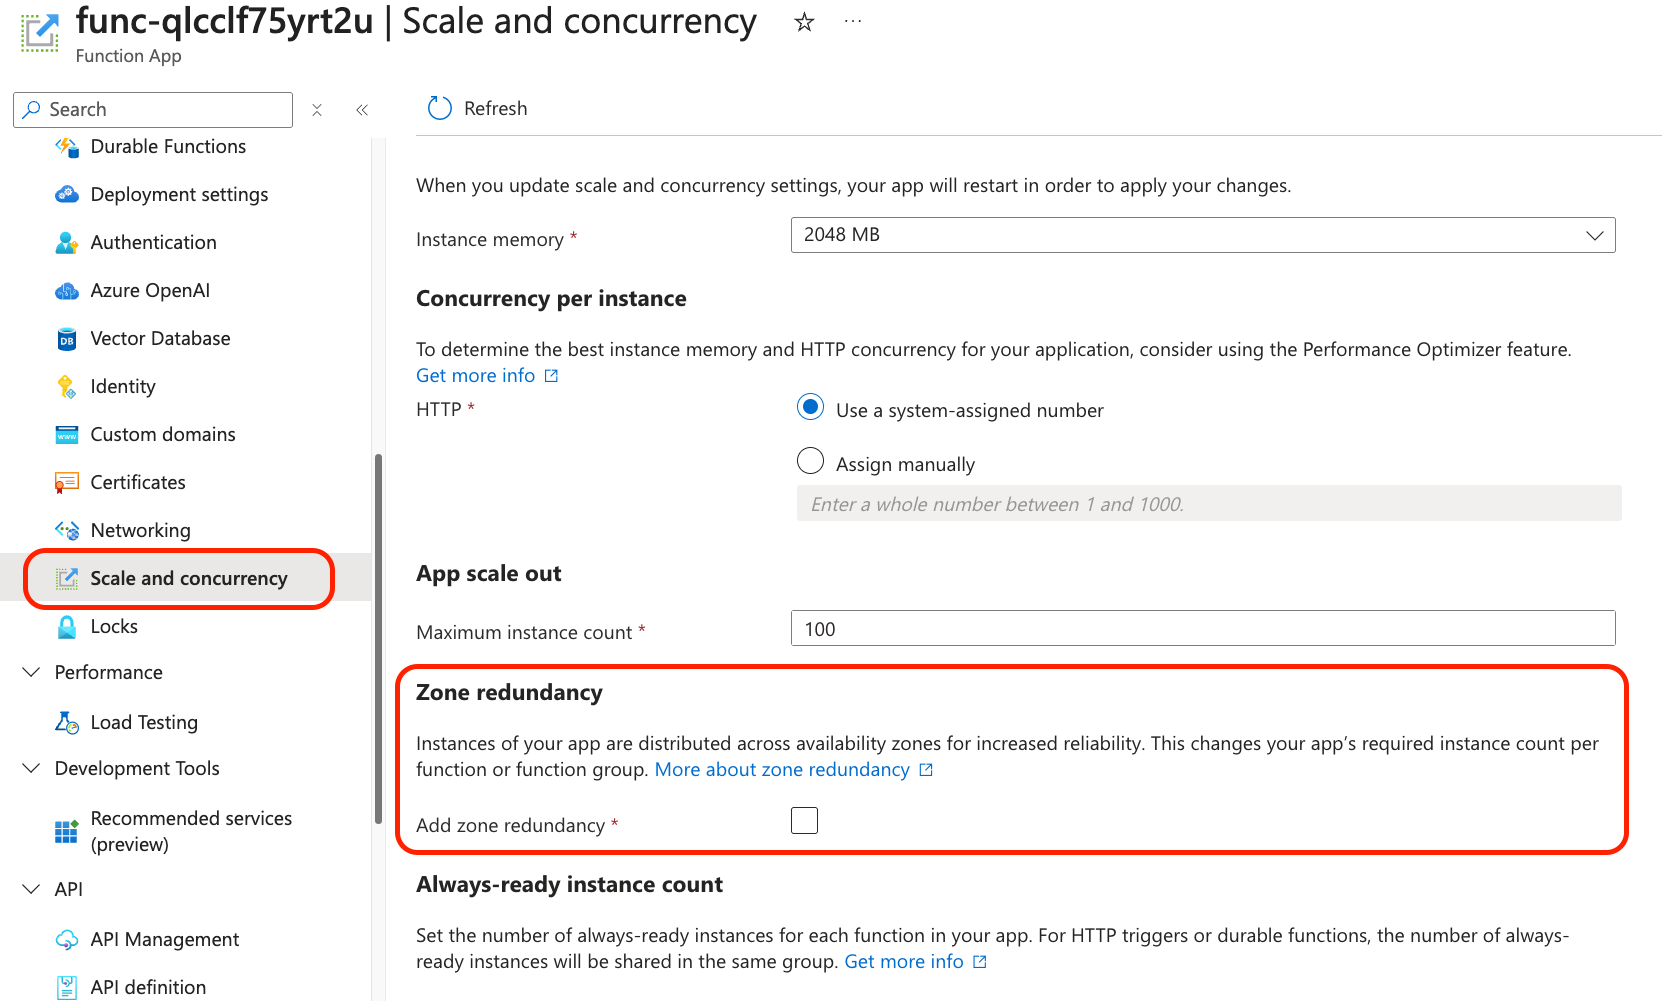 func-qlcclf75yrt2u | Scale and concurrency
Function App
Search
Durable Functions
Deployment settings
Authentication
Azure OpenAI
Vector Database
DB
Identity
Custom domains
www
Certificates
Networking
Scale and concurrency
Locks
Performance
Load Testing
Development Tools
Recommended services
(preview)
API
API Management
API definition
Refresh
When you update scale and concurrency settings, your app will restart in order to apply your changes.
Instance memory *
2048 MB
Concurrency per instance
To determine the best instance memory and HTTP concurrency for your application, consider using the Performance Optimizer feature.
Get more info
HTTP *
Use a system-assigned number
Assign manually
Enter a whole number between 1 and 1000.
App scale out
Maximum instance count *
100
Zone redundancy
Instances of your app are distributed across availability zones for increased reliability. This changes your app’s required instance count per
function or function group. More about zone redundancy
Add zone redundancy *
Always-ready instance count
Set the number of always-ready instances for each function in your app. For HTTP triggers or durable functions, the number of always-
ready instances will be shared in the same group. Get more info